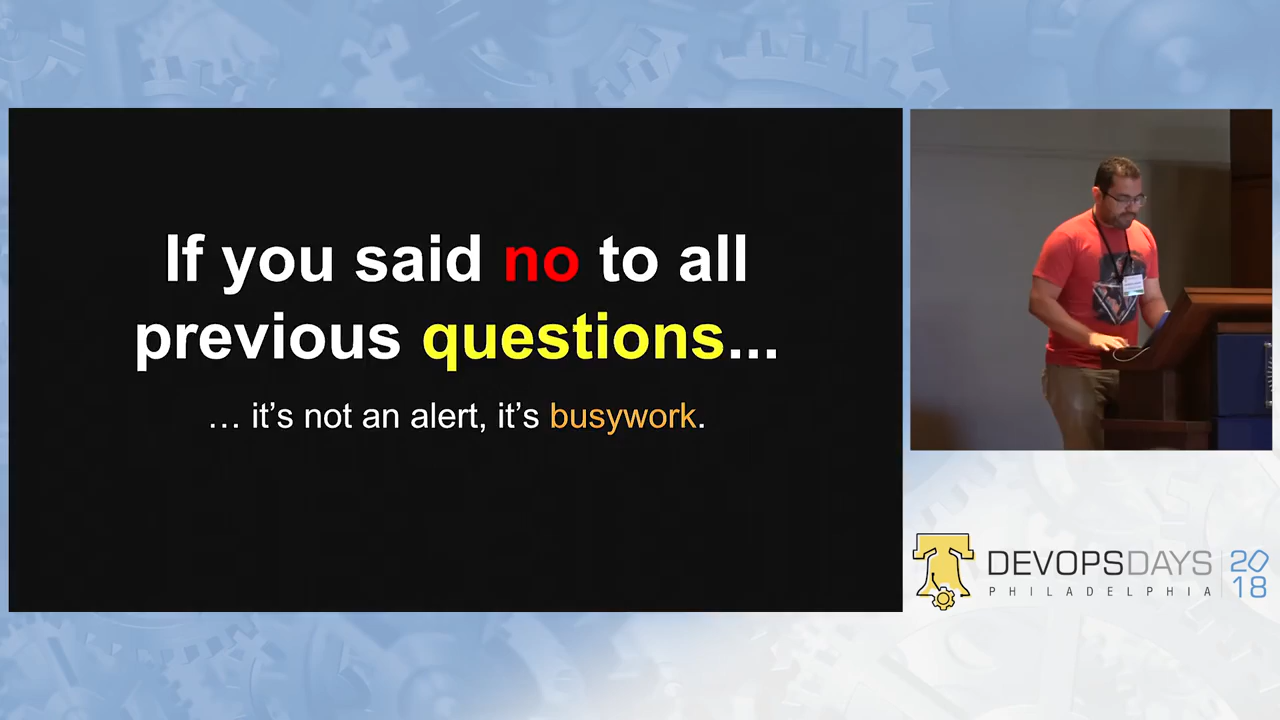 If you said no to all
previous questions...
… it’s not an alert, it’s busywork.
DEVOPSDAYS
PHILADELPHIA
20
18